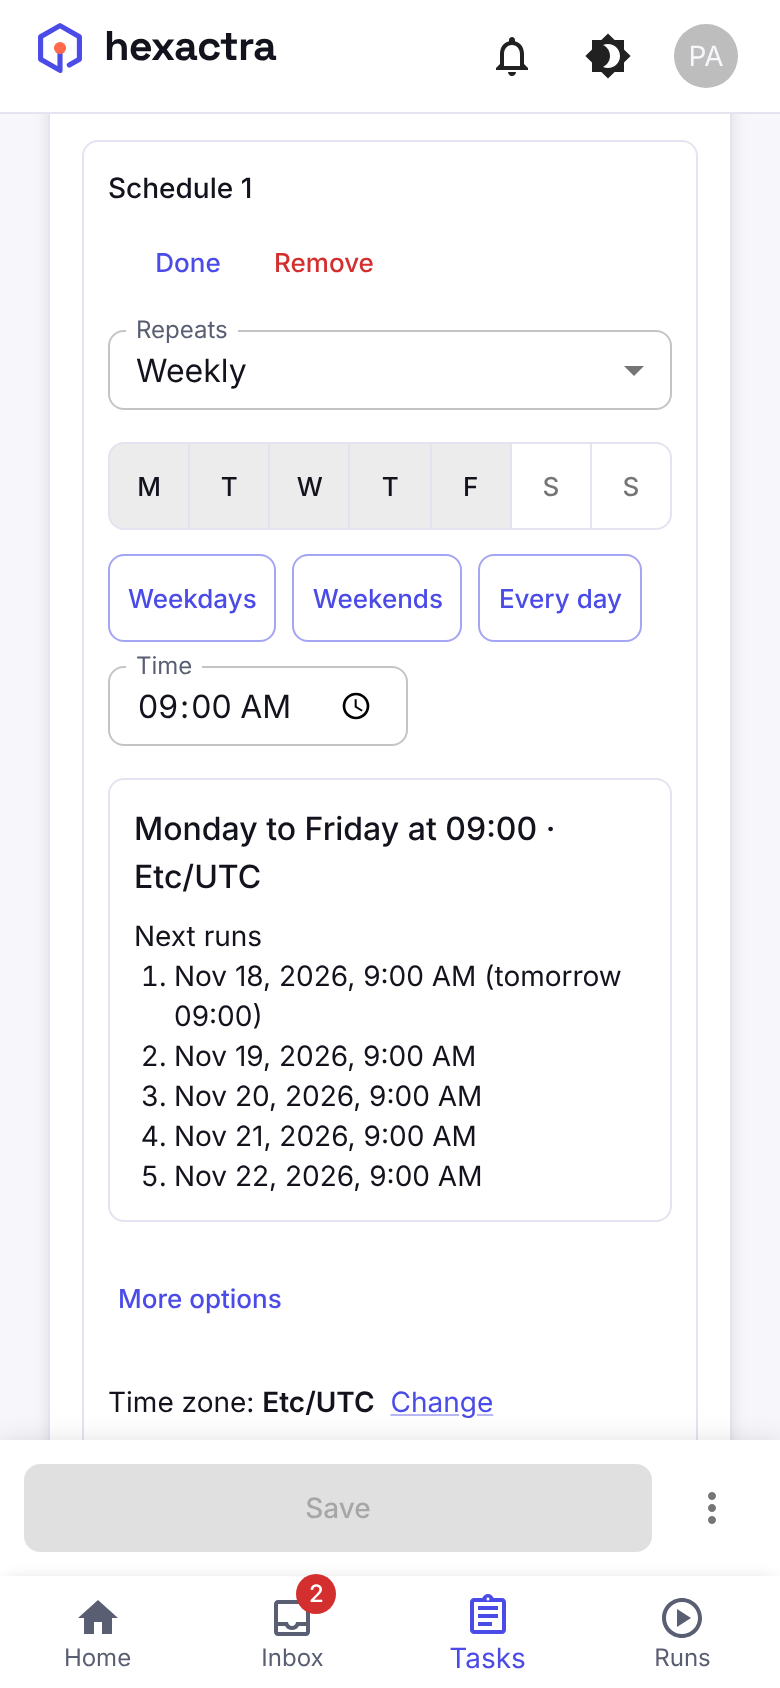 hexactra
PA
Schedule 1
Done Remove
Repeats
Weekly
M T W T F S S
Weekdays Weekends Every day
Time
09:00 AM
Monday to Friday at 09:00 ·
Etc/UTC
Next runs
1. Nov 18, 2026, 9:00 AM (tomorrow
09:00)
2. Nov 19, 2026, 9:00 AM
3. Nov 20, 2026, 9:00 AM
4. Nov 21, 2026, 9:00 AM
5. Nov 22, 2026, 9:00 AM
More options
Time zone: Etc/UTC Change
Save
2
Home Inbox Tasks Runs